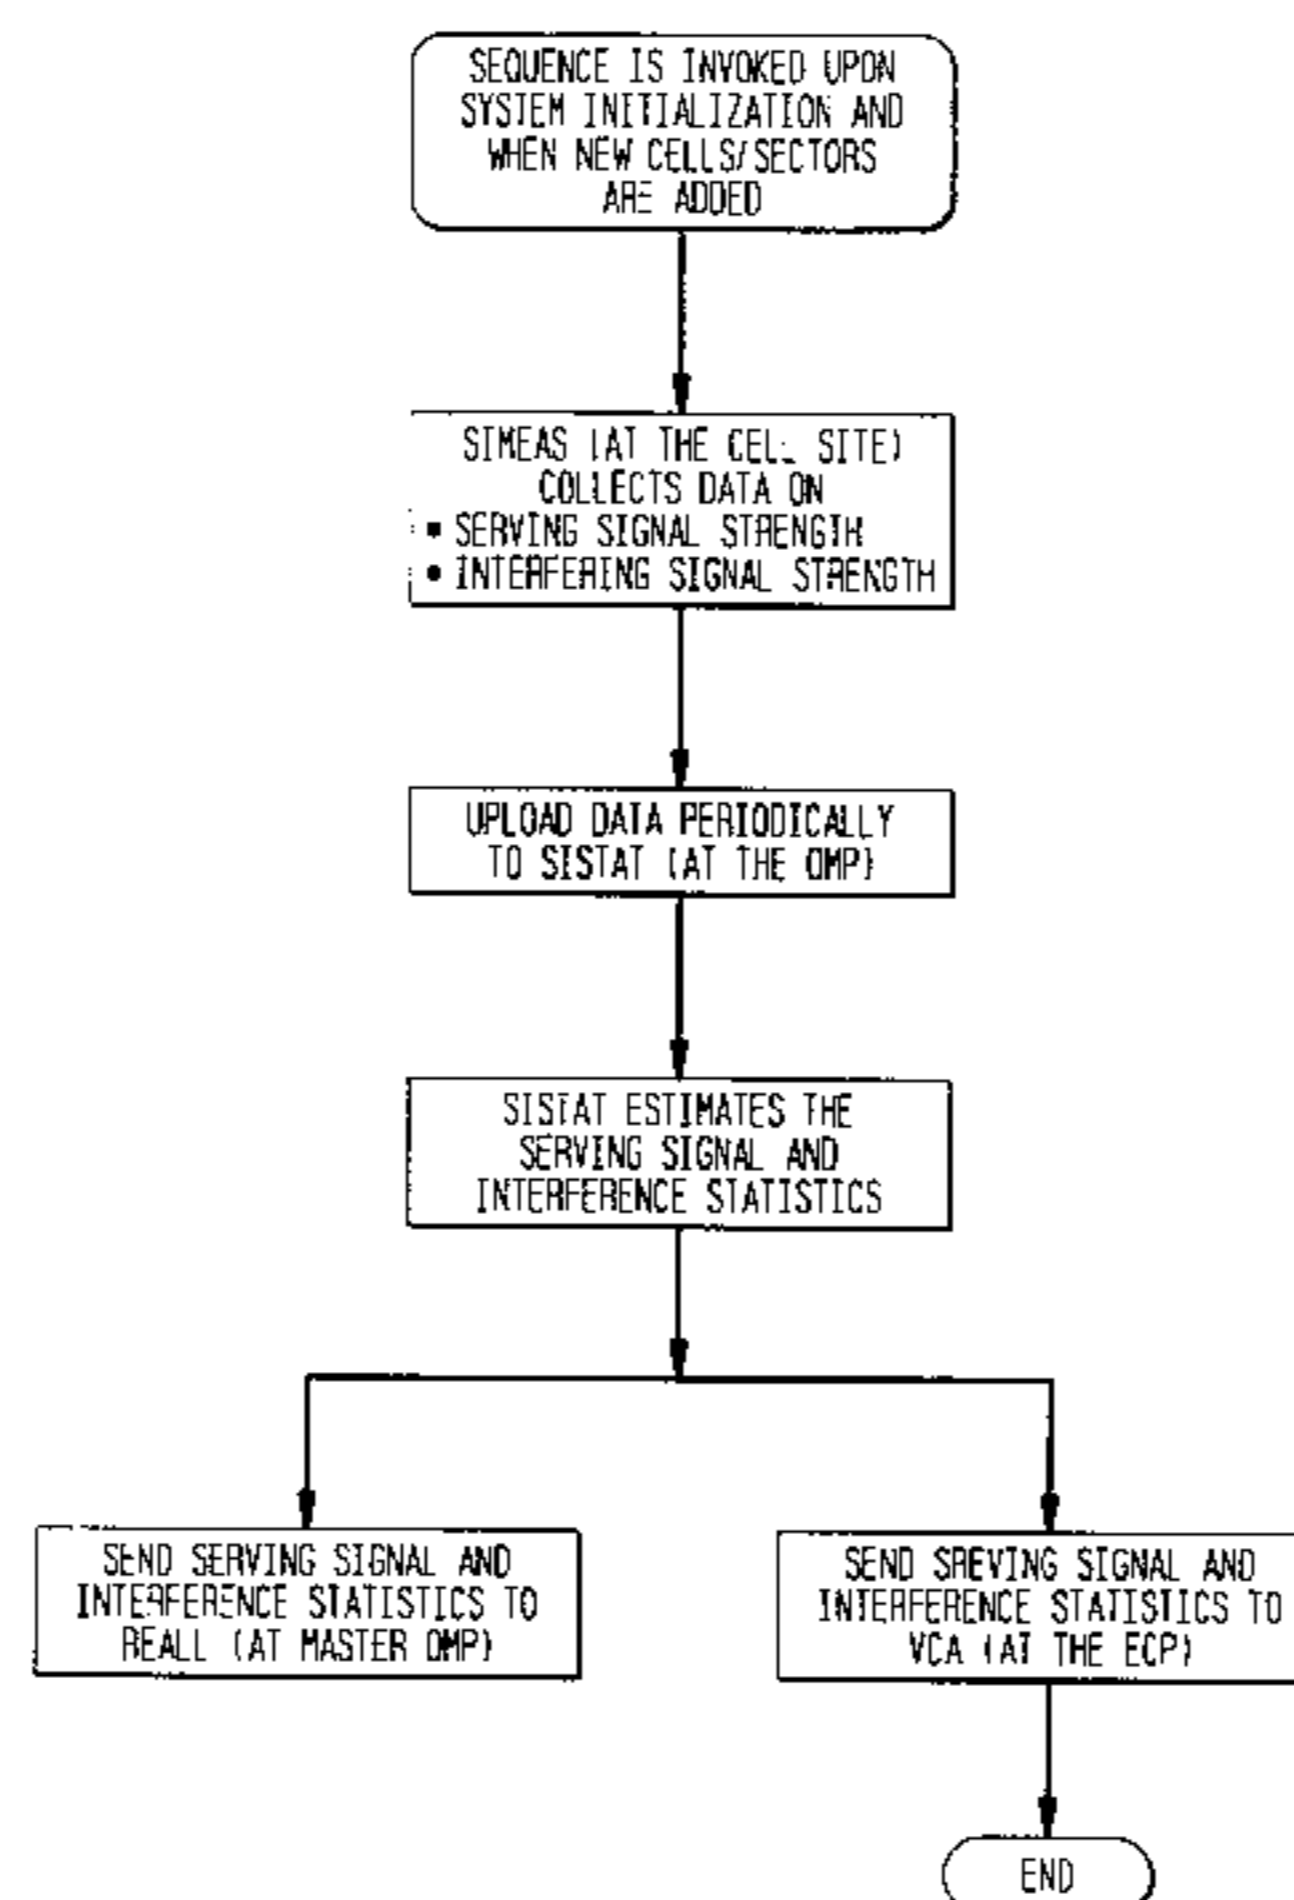 SEQUENCE IS INVOKED UPON
SYSTEM INITIALIZATION AND
WHEN NEW CELLS/SECTORS
ARE ADDED
SIMEAS (AT THE CELL SITE)
COLLECTS DATA ON
• SERVING SIGNAL STRENGTH
• INTERFERING SIGNAL STRENGTH
UPLOAD DATA PERIODICALLY
TO SISTAT (AT THE OMP)
SISTAT ESTIMATES THE
SERVING SIGNAL AND
INTERFERENCE STATISTICS
SEND SERVING SIGNAL AND
INTERFERENCE STATISTICS TO
REALL (AT MASTER OMP)
SEND SREVING SIGNAL AND
INTERFERENCE STATISTICS TO
VCA (AT THE ECP)
END